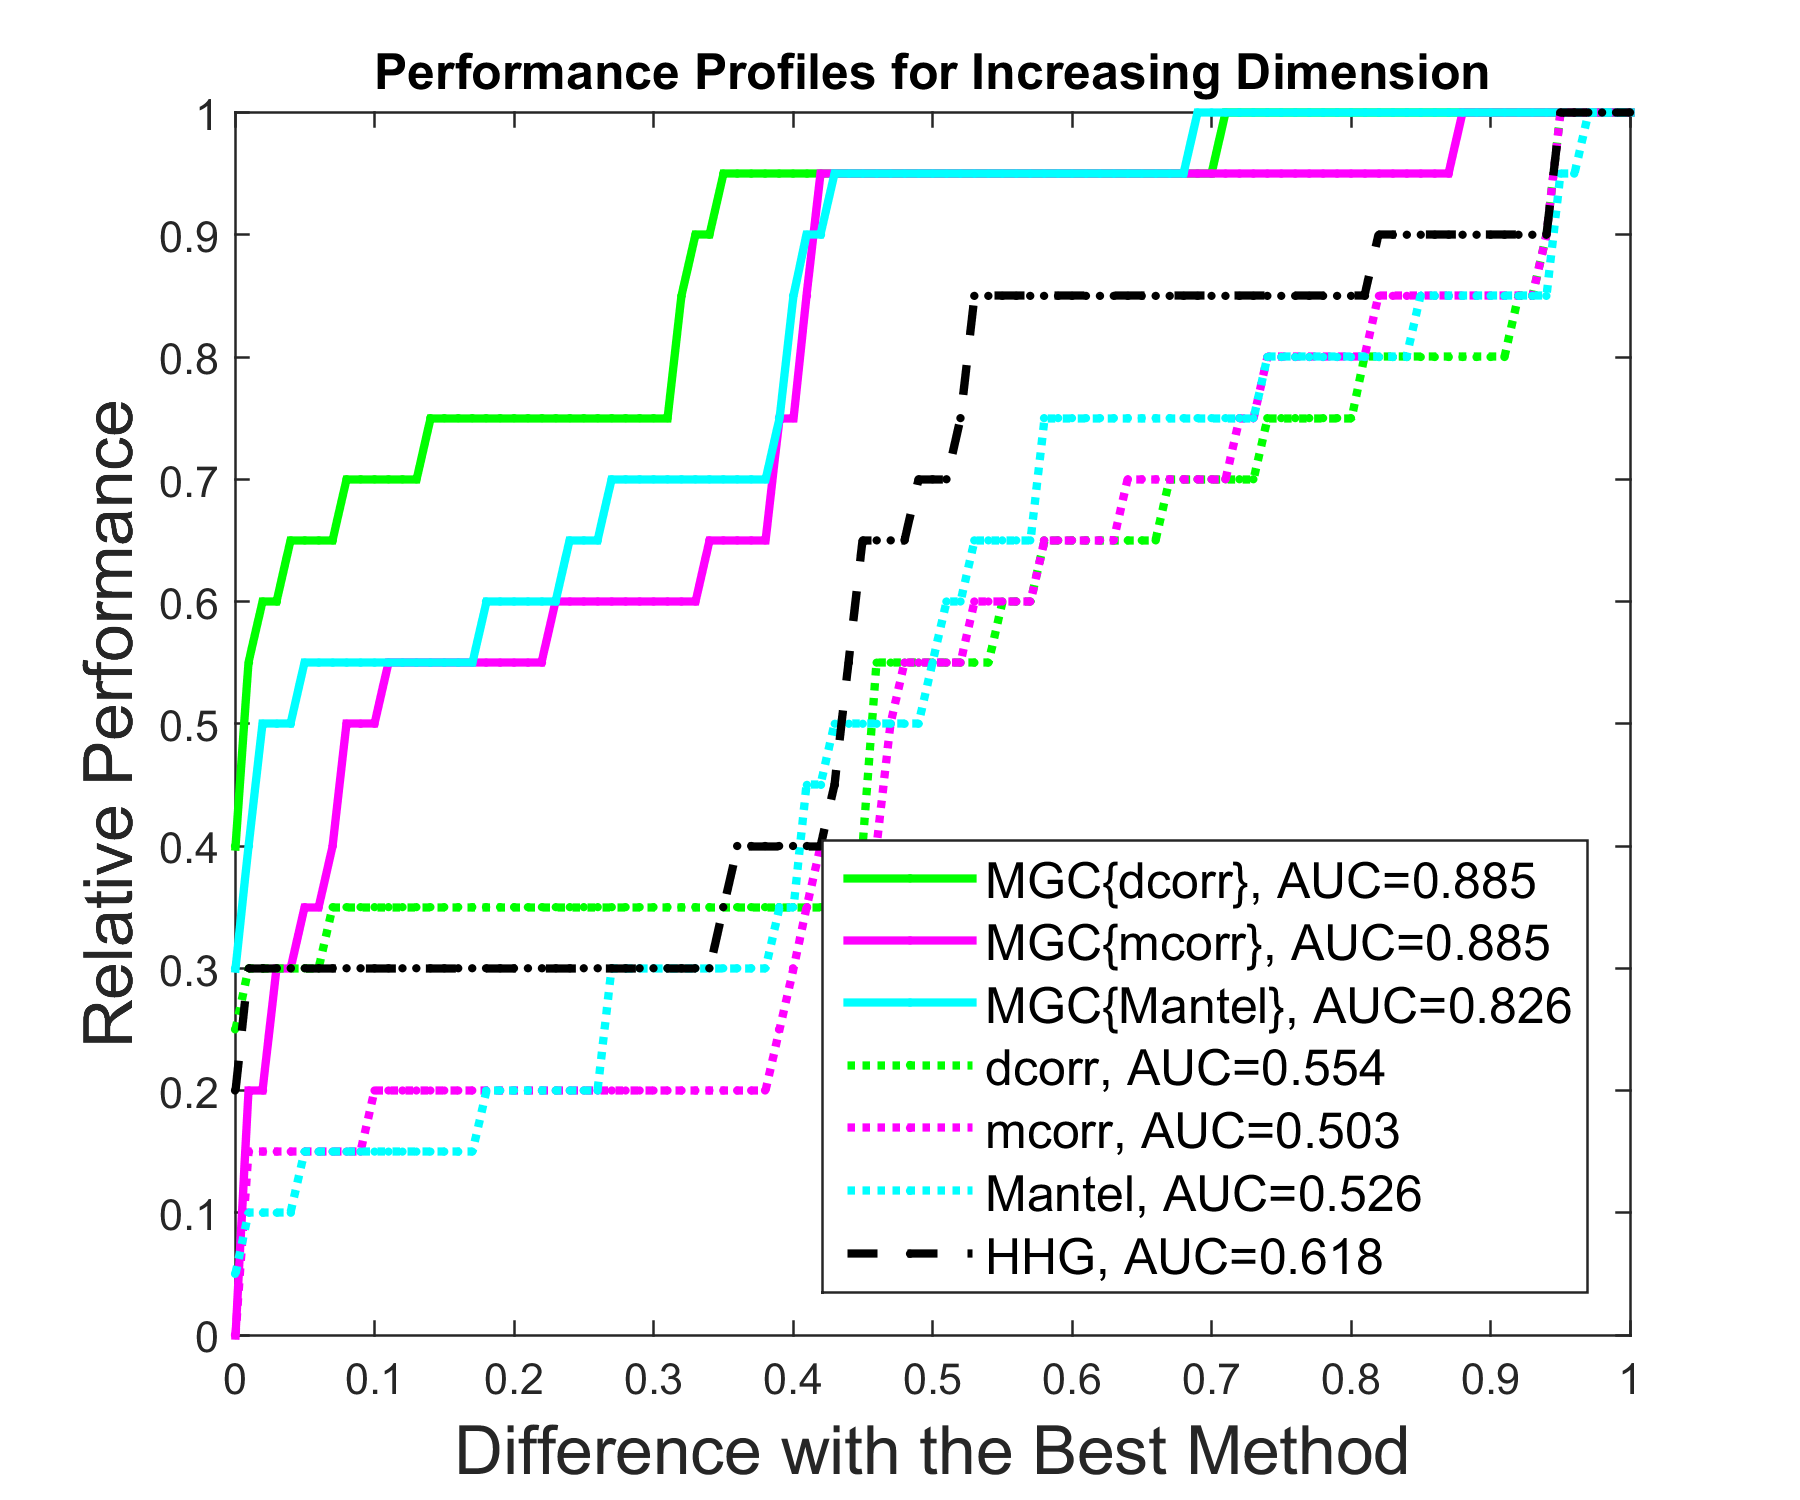 Performance Profiles for Increasing Dimension
1
0.9
0.8
0.7
0.6
0.5
0.4
0.3
0.2
0.1
0
Relative Performance
MGC{dcorr}, AUC=0.885
MGC{mcorr}, AUC=0.885
MGC{Mantel}, AUC=0.826
dcorr, AUC=0.554
mcorr, AUC=0.503
Mantel, AUC=0.526
HHG, AUC=0.618
0 0.1 0.2 0.3 0.4 0.5 0.6 0.7 0.8 0.9 1
Difference with the Best Method